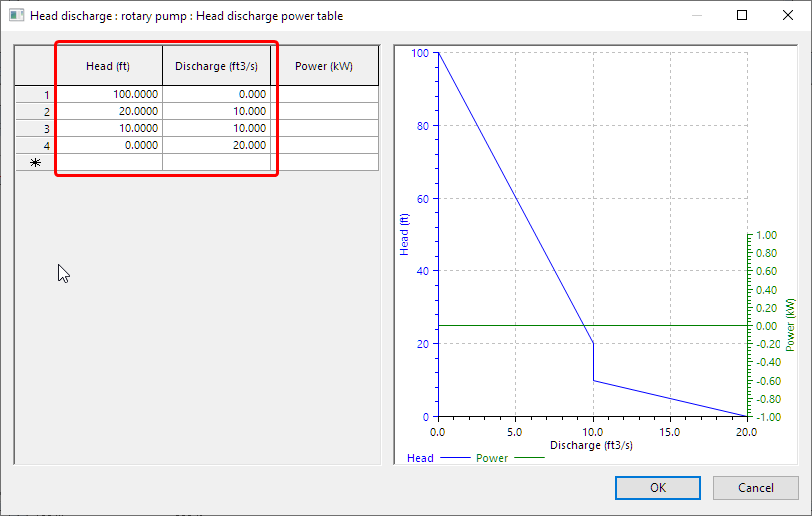 Head discharge : rotary pump : Head discharge power table
Head (ft) Discharge (ft3/s) Power (kW)
1 100.0000 0.000
2 20.0000 10.000
3 10.0000 10.000
4 0.0000 20.000
100
80
60
40
20
0
Head (ft)
0.0 5.0 10.0 15.0 20.0
Discharge (ft3/s)
1.00
0.80
0.60
0.40
0.20
0.00
-0.20
-0.40
-0.60
-0.80
-1.00
Power (kW)
Head Power
OK Cancel